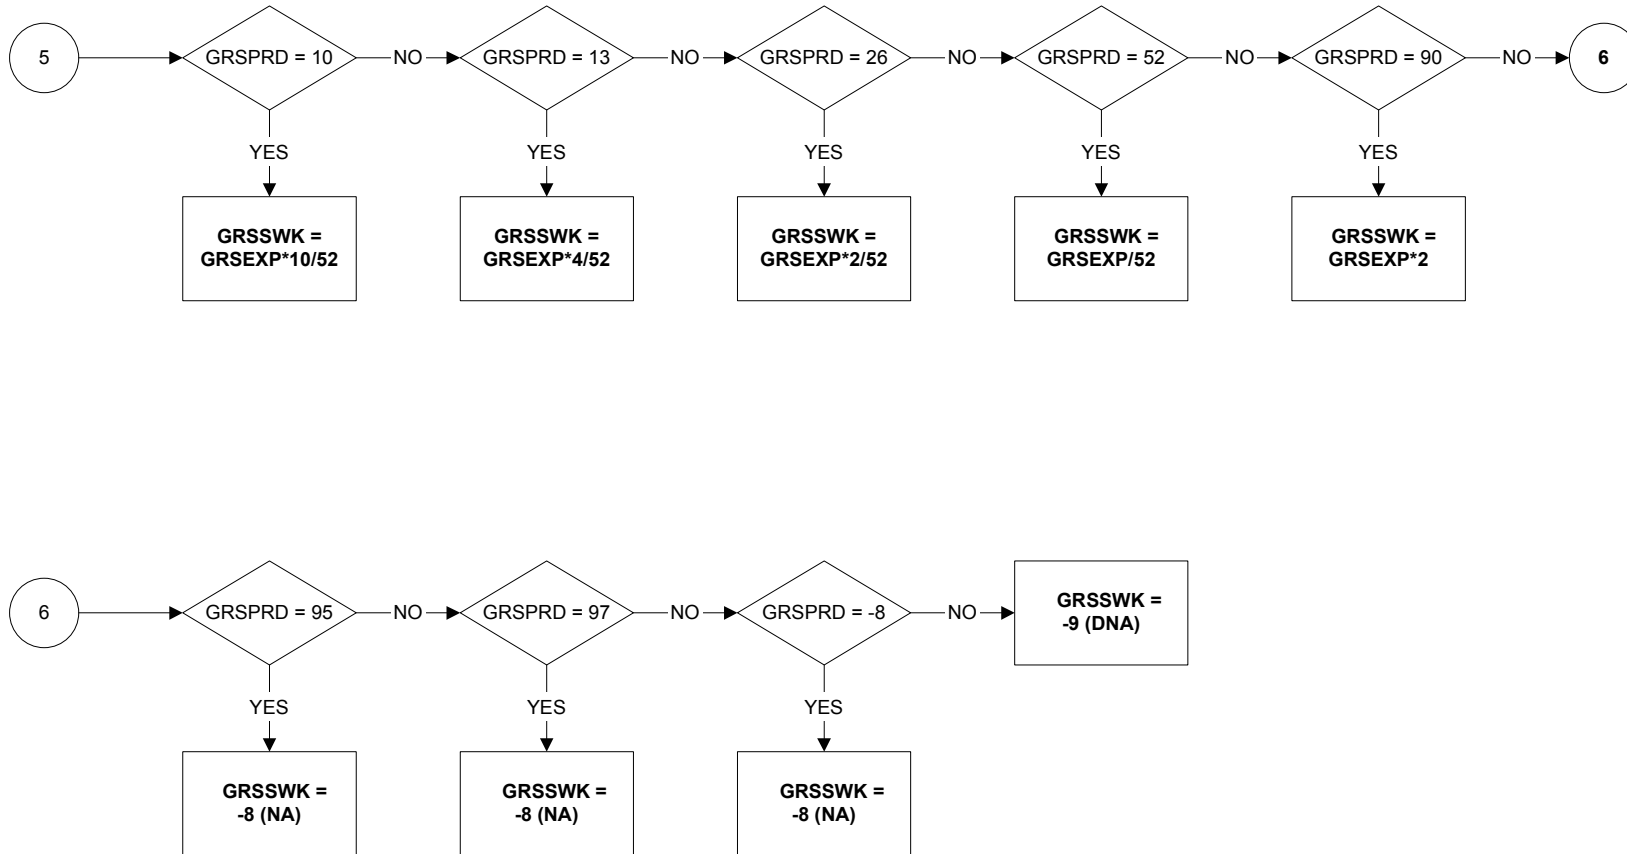 5
GRSPRD = 10
NO
GRSPRD = 13
NO
GRSPRD = 26
NO
GRSPRD = 52
NO
GRSPRD = 90
NO
6
YES
YES
YES
YES
YES
GRSSWK =
GRSEXP*10/52
GRSSWK =
GRSEXP*4/52
GRSSWK =
GRSEXP*2/52
GRSSWK =
GRSEXP/52
GRSSWK =
GRSEXP*2
6
GRSPRD = 95
NO
GRSPRD = 97
NO
GRSPRD = -8
NO
GRSSWK =
-9 (DNA)
YES
YES
YES
GRSSWK =
-8 (NA)
GRSSWK =
-8 (NA)
GRSSWK =
-8 (NA)